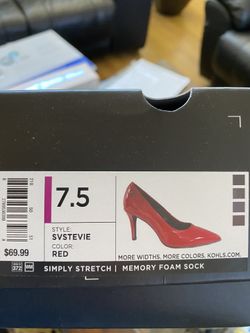 7.5
STYLE:
SVSTEVIE
COLOR:
RED
$69.99
MORE WIDTHS. MORE COLORS. KOHLS.COM.
SIMPLY STRETCH | MEMORY FOAM SOCK